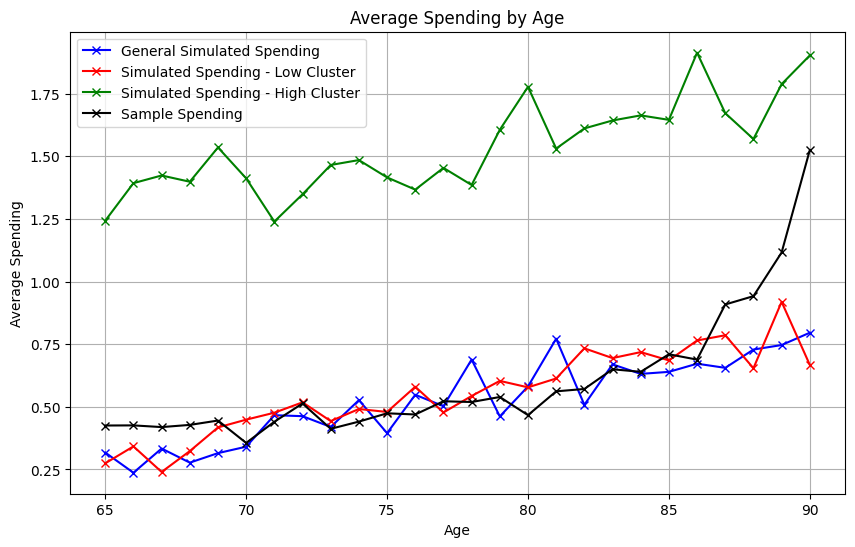 Average Spending by Age
General Simulated Spending
Simulated Spending - Low Cluster
Simulated Spending - High Cluster
Sample Spending
Average Spending
1.75
1.50
1.25
1.00
0.75
0.50
0.25
65
70
75
80
85
90
Age